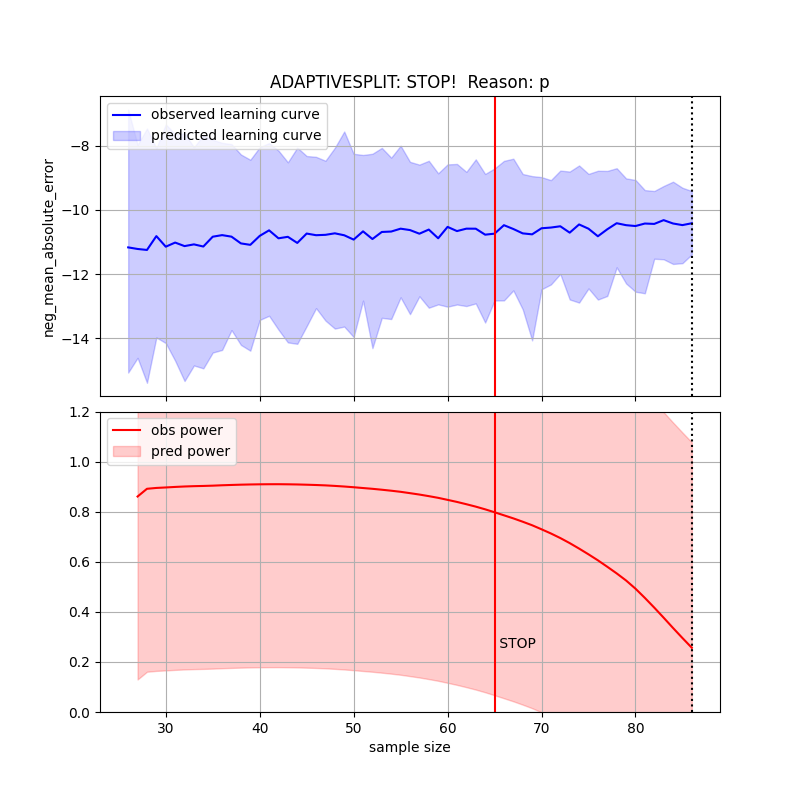 ADAPTIVESPLIT: STOP!  Reason: p
observed learning curve
predicted learning curve
neg_mean_absolute_error
−8
−10
−12
−14
obs power
pred power
1.2
1.0
0.8
0.6
0.4
0.2
0.0
STOP
30 40 50 60 70 80
sample size